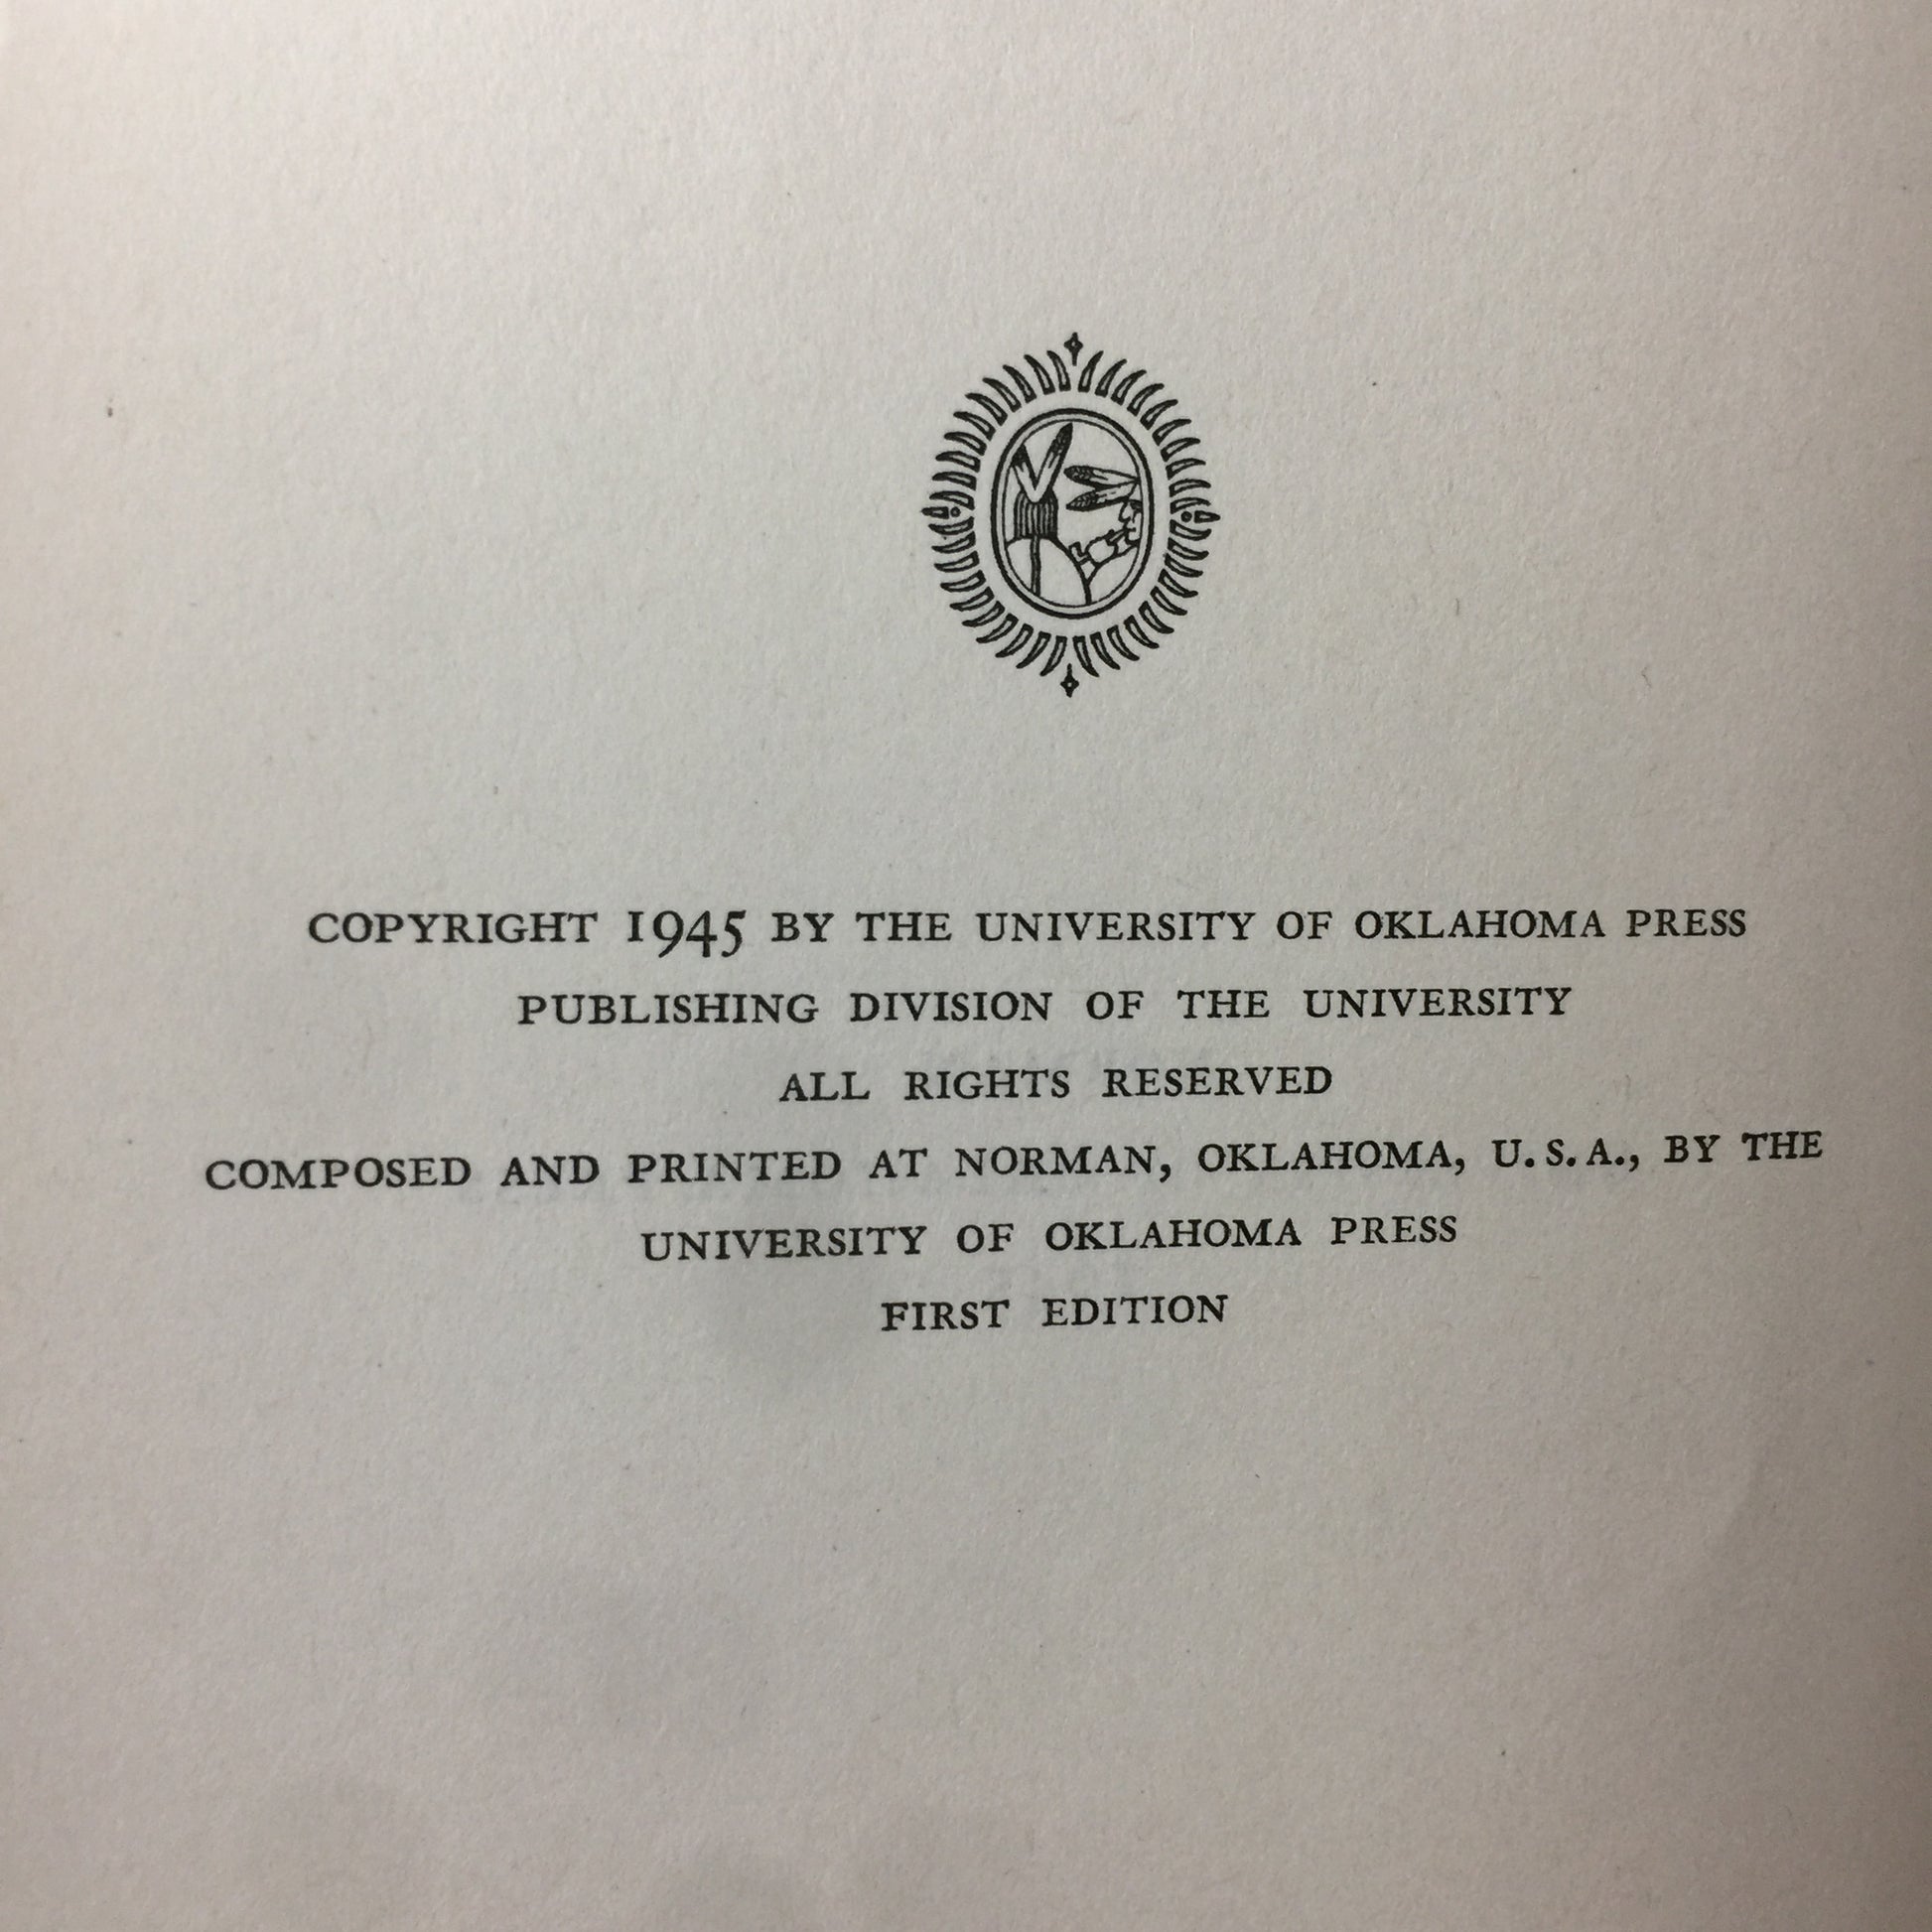 COPYRIGHT 1945 BY THE UNIVERSITY OF OKLAHOMA PRESS
PUBLISHING DIVISION OF THE UNIVERSITY
ALL RIGHTS RESERVED
COMPOSED AND PRINTED AT NORMAN, OKLAHOMA, U.S.A., BY THE
UNIVERSITY OF OKLAHOMA PRESS
FIRST EDITION